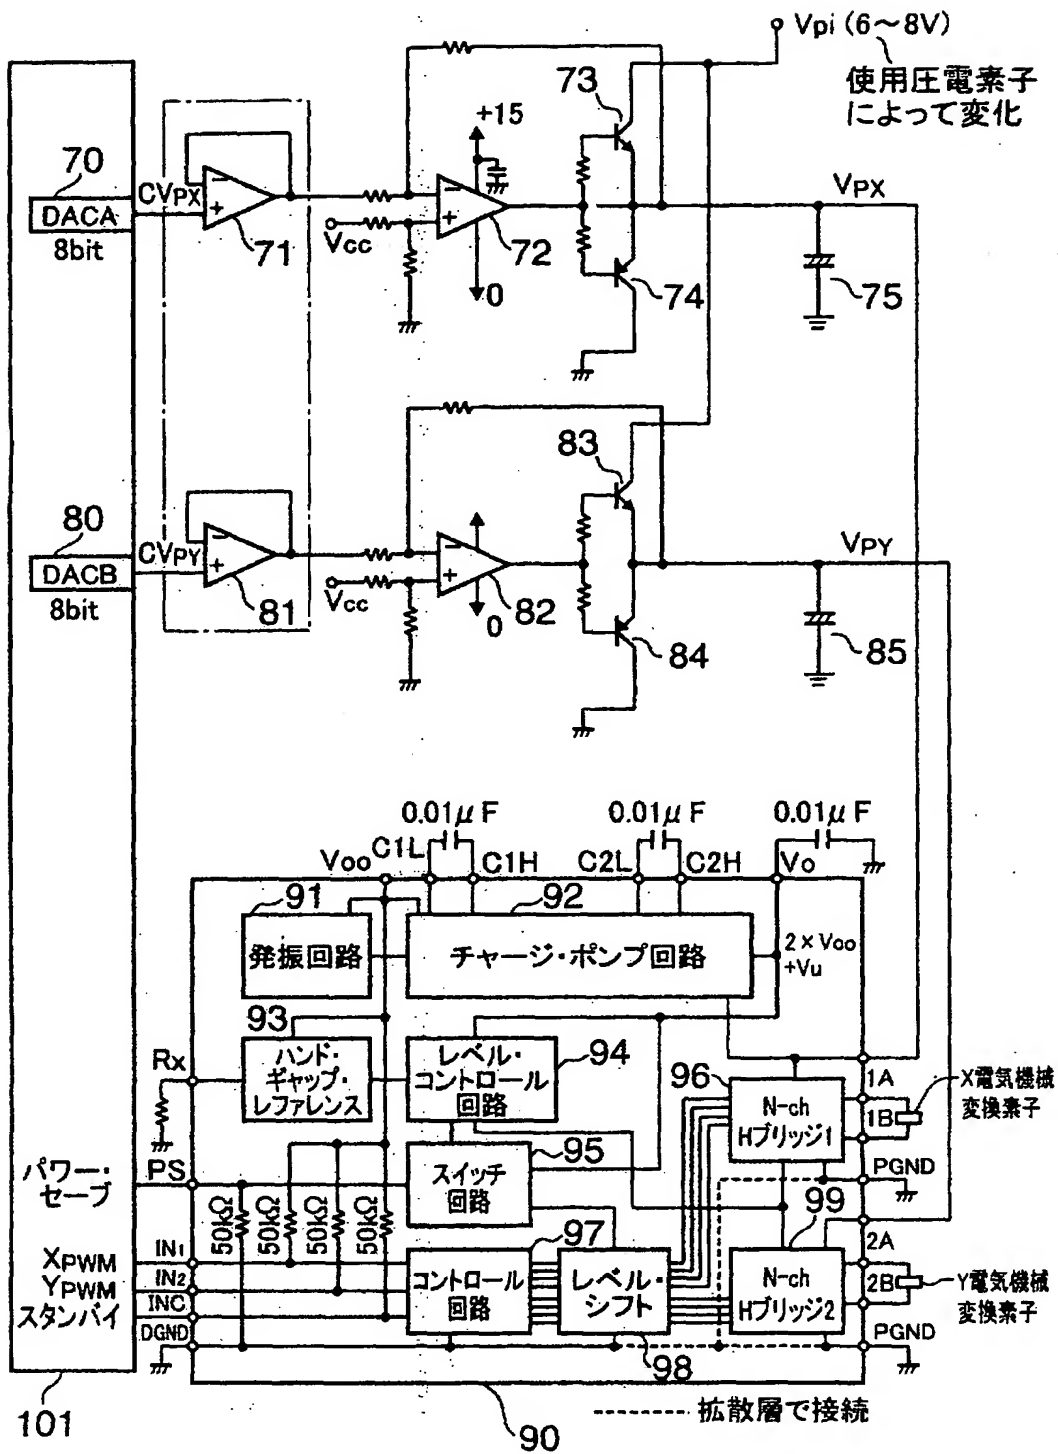 Vpi (6～8V)
使用圧電素子
によって変化
73
+15
70
CVPX
DACA
8bit
71
Vcc
72
0
74
VPX
75
83
80
CVPY
DACB
8bit
81
Vcc
82
0
84
VPY
85
0.01μF
0.01μF
0.01μF
Voo
C1L
C1H
C2L
C2H
Vo
91
発振回路
92
チャージ・ポンプ回路
2×Voo
+Vu
93
ハンド・
ギャップ・
レファレンス
Rx
レベル・
コントロール
回路
94
96
N-ch
Hブリッジ1
1A
1B
X電気機械
変換素子
パワー・
セーブ
PS
95
スイッチ
回路
PGND
50kΩ
50kΩ
50kΩ
50kΩ
99
2A
XPWM
IN1
YPWM
IN2
スタンバイ
INC
DGND
97
コントロール
回路
レベル・
シフト
98
N-ch
Hブリッジ2
2B
Y電気機械
変換素子
PGND
101
90
拡散層で接続